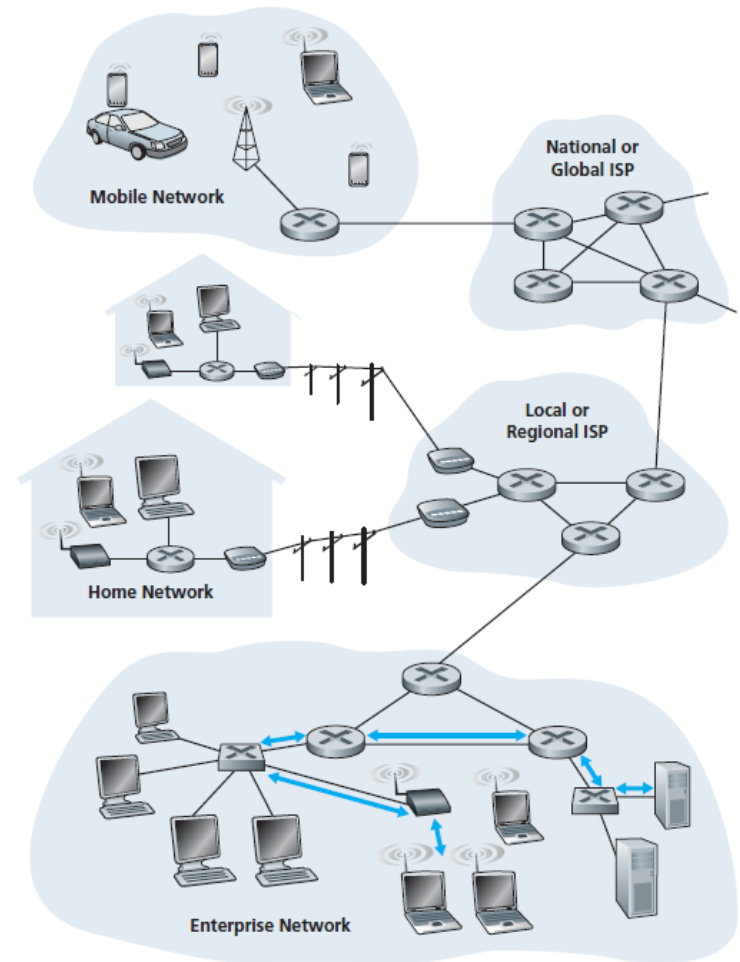 Mobile Network
National or
Global ISP
Local or
Regional ISP
Home Network
Enterprise Network